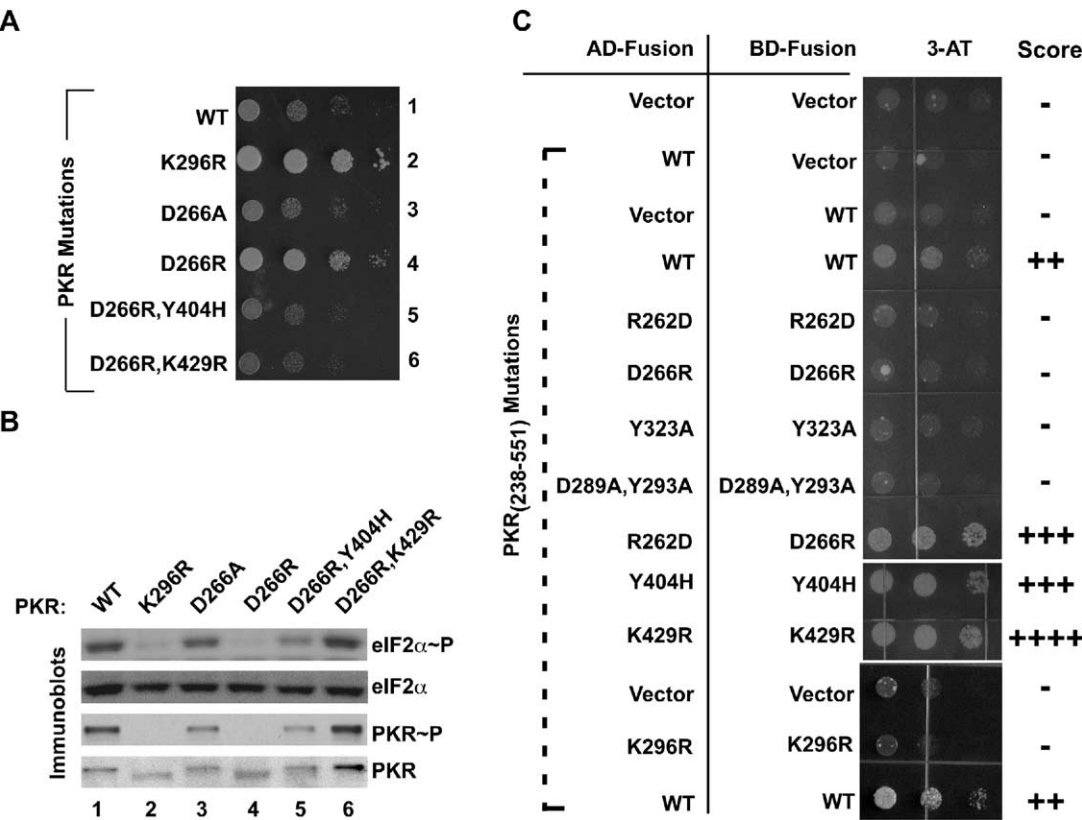 A
PKR Mutations
WT 1
K296R 2
D266A 3
D266R 4
D266R,Y404H 5
D266R,K429R 6
B
PKR: WT K296R D266A D266R D266R,Y404H D266R,K429R
Immunoblots
eIF2α~P
eIF2α
PKR~P
PKR
1 2 3 4 5 6
C
AD-Fusion BD-Fusion 3-AT Score
PKR(238-551) Mutations
Vector Vector -
WT Vector -
Vector WT -
WT WT ++
R262D R262D -
D266R D266R -
Y323A Y323A -
D289A,Y293A D289A,Y293A -
R262D D266R +++
Y404H Y404H +++
K429R K429R ++++
Vector Vector -
K296R K296R -
WT WT ++